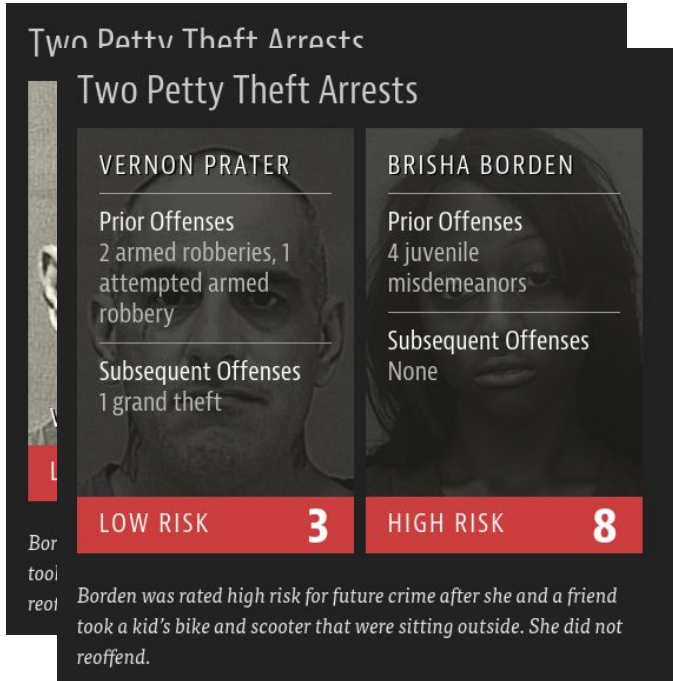 Two Petty Theft Arrests
Two Petty Theft Arrests
VERNON PRATER
Prior Offenses
2 armed robberies, 1
attempted armed
robbery
Subsequent Offenses
1 grand theft
LOW RISK 3
BRISHA BORDEN
Prior Offenses
4 juvenile
misdemeanors
Subsequent Offenses
None
HIGH RISK 8
Borden was rated high risk for future crime after she and a friend
took a kid's bike and scooter that were sitting outside. She did not
reoffend.